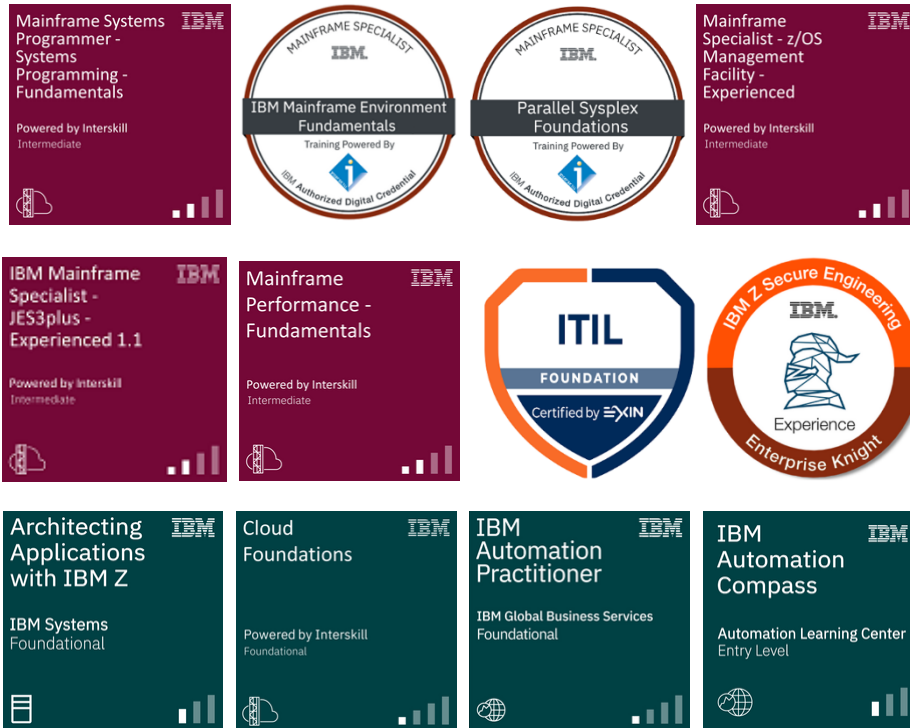 Mainframe Systems
Programmer -
Systems
Programming -
Fundamentals
IBM
Powered by Interskill
Intermediate
MAINFRAME SPECIALIST
IBM.
IBM Mainframe Environment
Fundamentals
Training Powered By
i
IBM Authorized Digital Credential
MAINFRAME SPECIALIST
IBM.
Parallel Sysplex
Foundations
Training Powered By
i
IBM Authorized Digital Credential
Mainframe
Specialist - z/OS
Management
Facility -
Experienced
IBM
Powered by Interskill
Intermediate
IBM Mainframe
Specialist -
JES3plus -
Experienced 1.1
IBM
Powered by Interskill
Intermediate
Mainframe
Performance -
Fundamentals
IBM
Powered by Interskill
Intermediate
ITIL
FOUNDATION
Certified by EXIN
IBM Z Secure Engineering
IBM.
Experience
Enterprise Knight
Architecting
Applications
with IBM Z
IBM
IBM Systems
Foundational
Cloud
Foundations
IBM
Powered by Interskill
Foundational
IBM
Automation
Practitioner
IBM
IBM Global Business Services
Foundational
IBM
Automation
Compass
IBM
Automation Learning Center
Entry Level